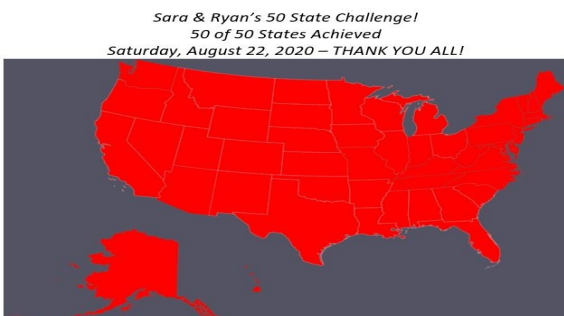 Sara & Ryan’s 50 State Challenge!
50 of 50 States Achieved
Saturday, August 22, 2020 – THANK YOU ALL!